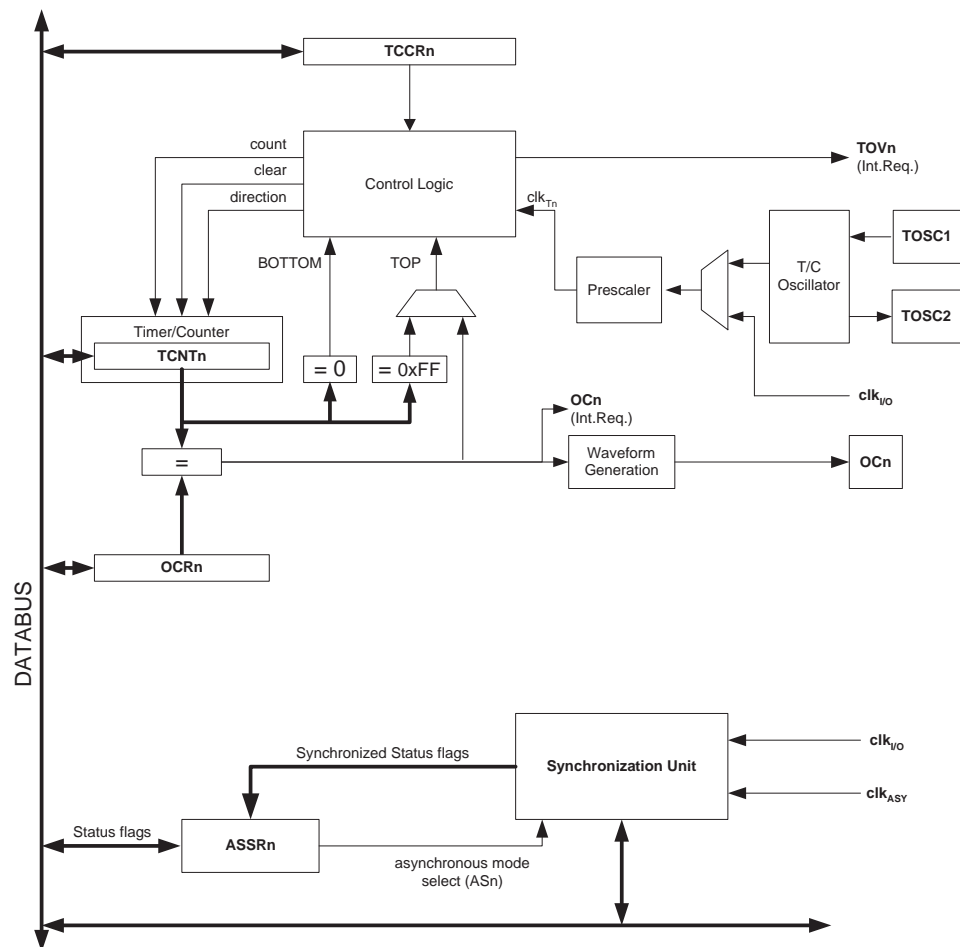 TCCRn
count
clear
direction
Control Logic
TOVn
(Int.Req.)
clkTn
BOTTOM
TOP
Prescaler
T/C
Oscillator
TOSC1
TOSC2
Timer/Counter
TCNTn
= 0
= 0xFF
clkI/O
OCn
(Int.Req.)
=
Waveform
Generation
OCn
OCRn
DATABUS
Synchronized Status flags
Synchronization Unit
clkI/O
clkASY
Status flags
ASSRn
asynchronous mode
select (ASn)